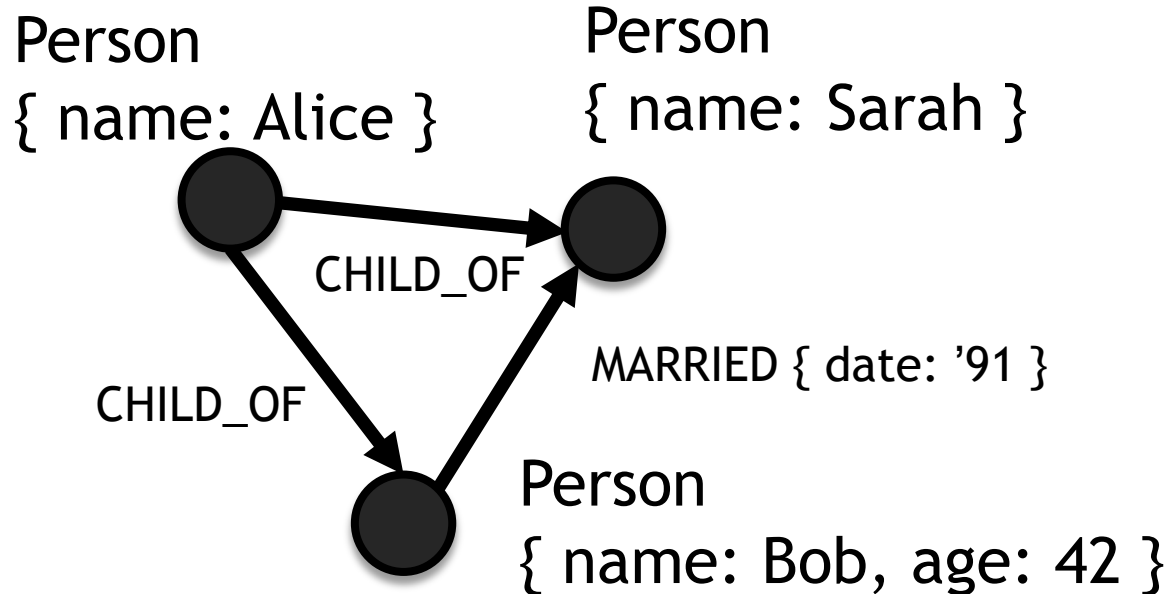 Person
{ name: Alice }
Person
{ name: Sarah }
CHILD_OF
MARRIED { date: ’91 }
CHILD_OF
Person
{ name: Bob, age: 42 }